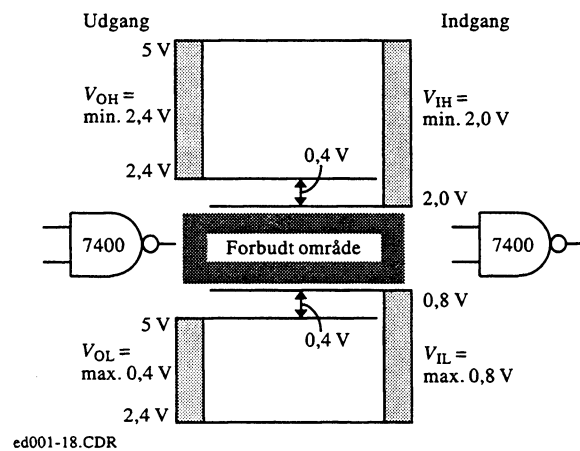 Udgang
Indgang
5 V
V_OH =
min. 2,4 V
2,4 V
V_IH =
min. 2,0 V
0,4 V
2,0 V
7400
Forbudt område
7400
0,8 V
5 V
0,4 V
V_OL =
max. 0,4 V
V_IL =
max. 0,8 V
2,4 V
ed001-18.CDR